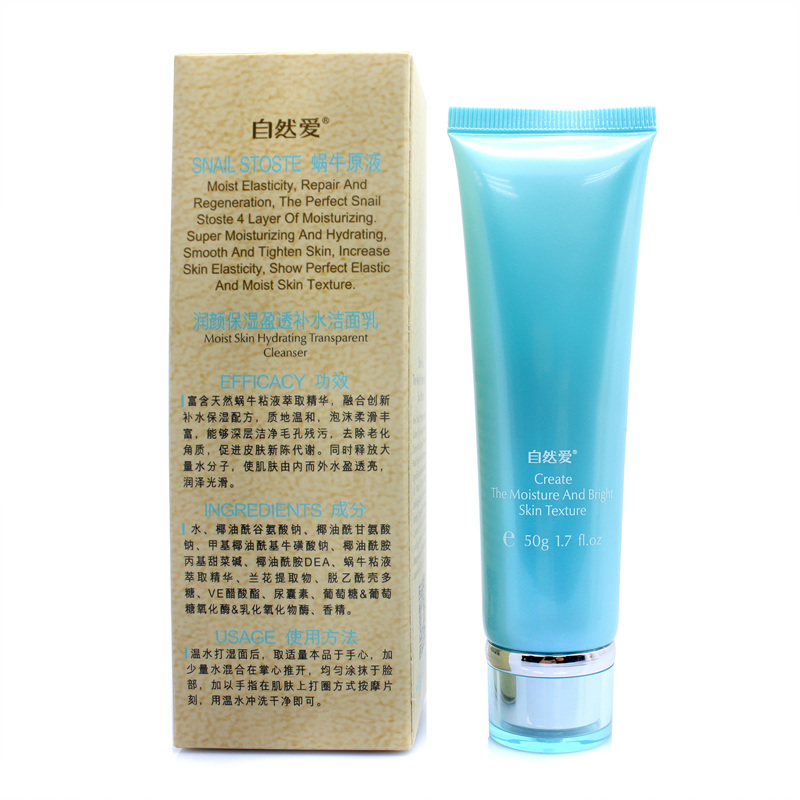 自然爱®
SNAIL STOSTE 蜗牛原液
Moist Elasticity, Repair And
Regeneration, The Perfect Snail
Stoste 4 Layer Of Moisturizing.
Super Moisturizing And Hydrating,
Smooth And Tighten Skin, Increase
Skin Elasticity, Show Perfect Elastic
And Moist Skin Texture.
润颜保湿盈透补水洁面乳
Moist Skin Hydrating Transparent
Cleanser
EFFICACY 功效
富含天然蜗牛粘液萃取精华，融合创新
补水保湿配方，质地温和，泡沫柔滑丰
富，能够深层洁净毛孔残污，去除老化
角质，促进皮肤新陈代谢。同时释放大
量水分子，使肌肤由内而外水盈透亮，
润泽光滑。
INGREDIENTS 成分
水、椰油酰谷氨酸钠、椰油酰甘氨酸
钠、甲基椰油酰基牛磺酸钠、椰油酰胺
丙基甜菜碱、椰油酰胺DEA、蜗牛粘液
萃取精华、兰花提取物、脱乙酰壳多
糖、VE醋酸酯、尿囊素、葡萄糖&葡萄
糖氧化酶&乳化氧化物酶、香精。
USAGE 使用方法
温水打湿面后，取适量本品于手心，加
少量水混合在掌心推开，均匀涂抹于脸
部，加以手指在肌肤上打圈方式按摩片
刻，用温水冲洗干净即可。
自然爱®
Create
The Moisture And Bright
Skin Texture
℮ 50g 1.7 fl.oz